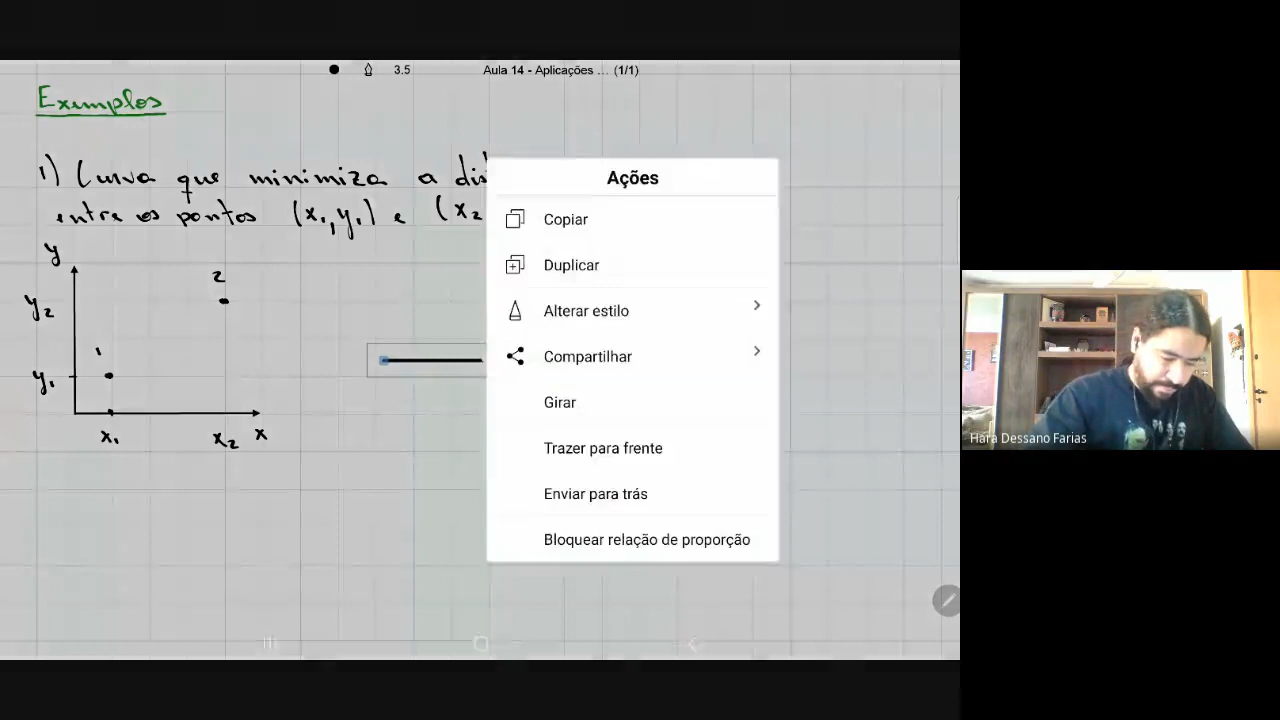 3.5 Aula 14 - Aplicações ... (1/1)
Exemplos
1) Curva que minimiza a
entre os pontos (x₁,y₁) e (x₂
y
y₂
2
1
y₁
x₁
x₂
x
Ações
Copiar
Duplicar
Alterar estilo
Compartilhar
Girar
Trazer para frente
Enviar para trás
Bloquear relação de proporção
Hara Dessano Farias